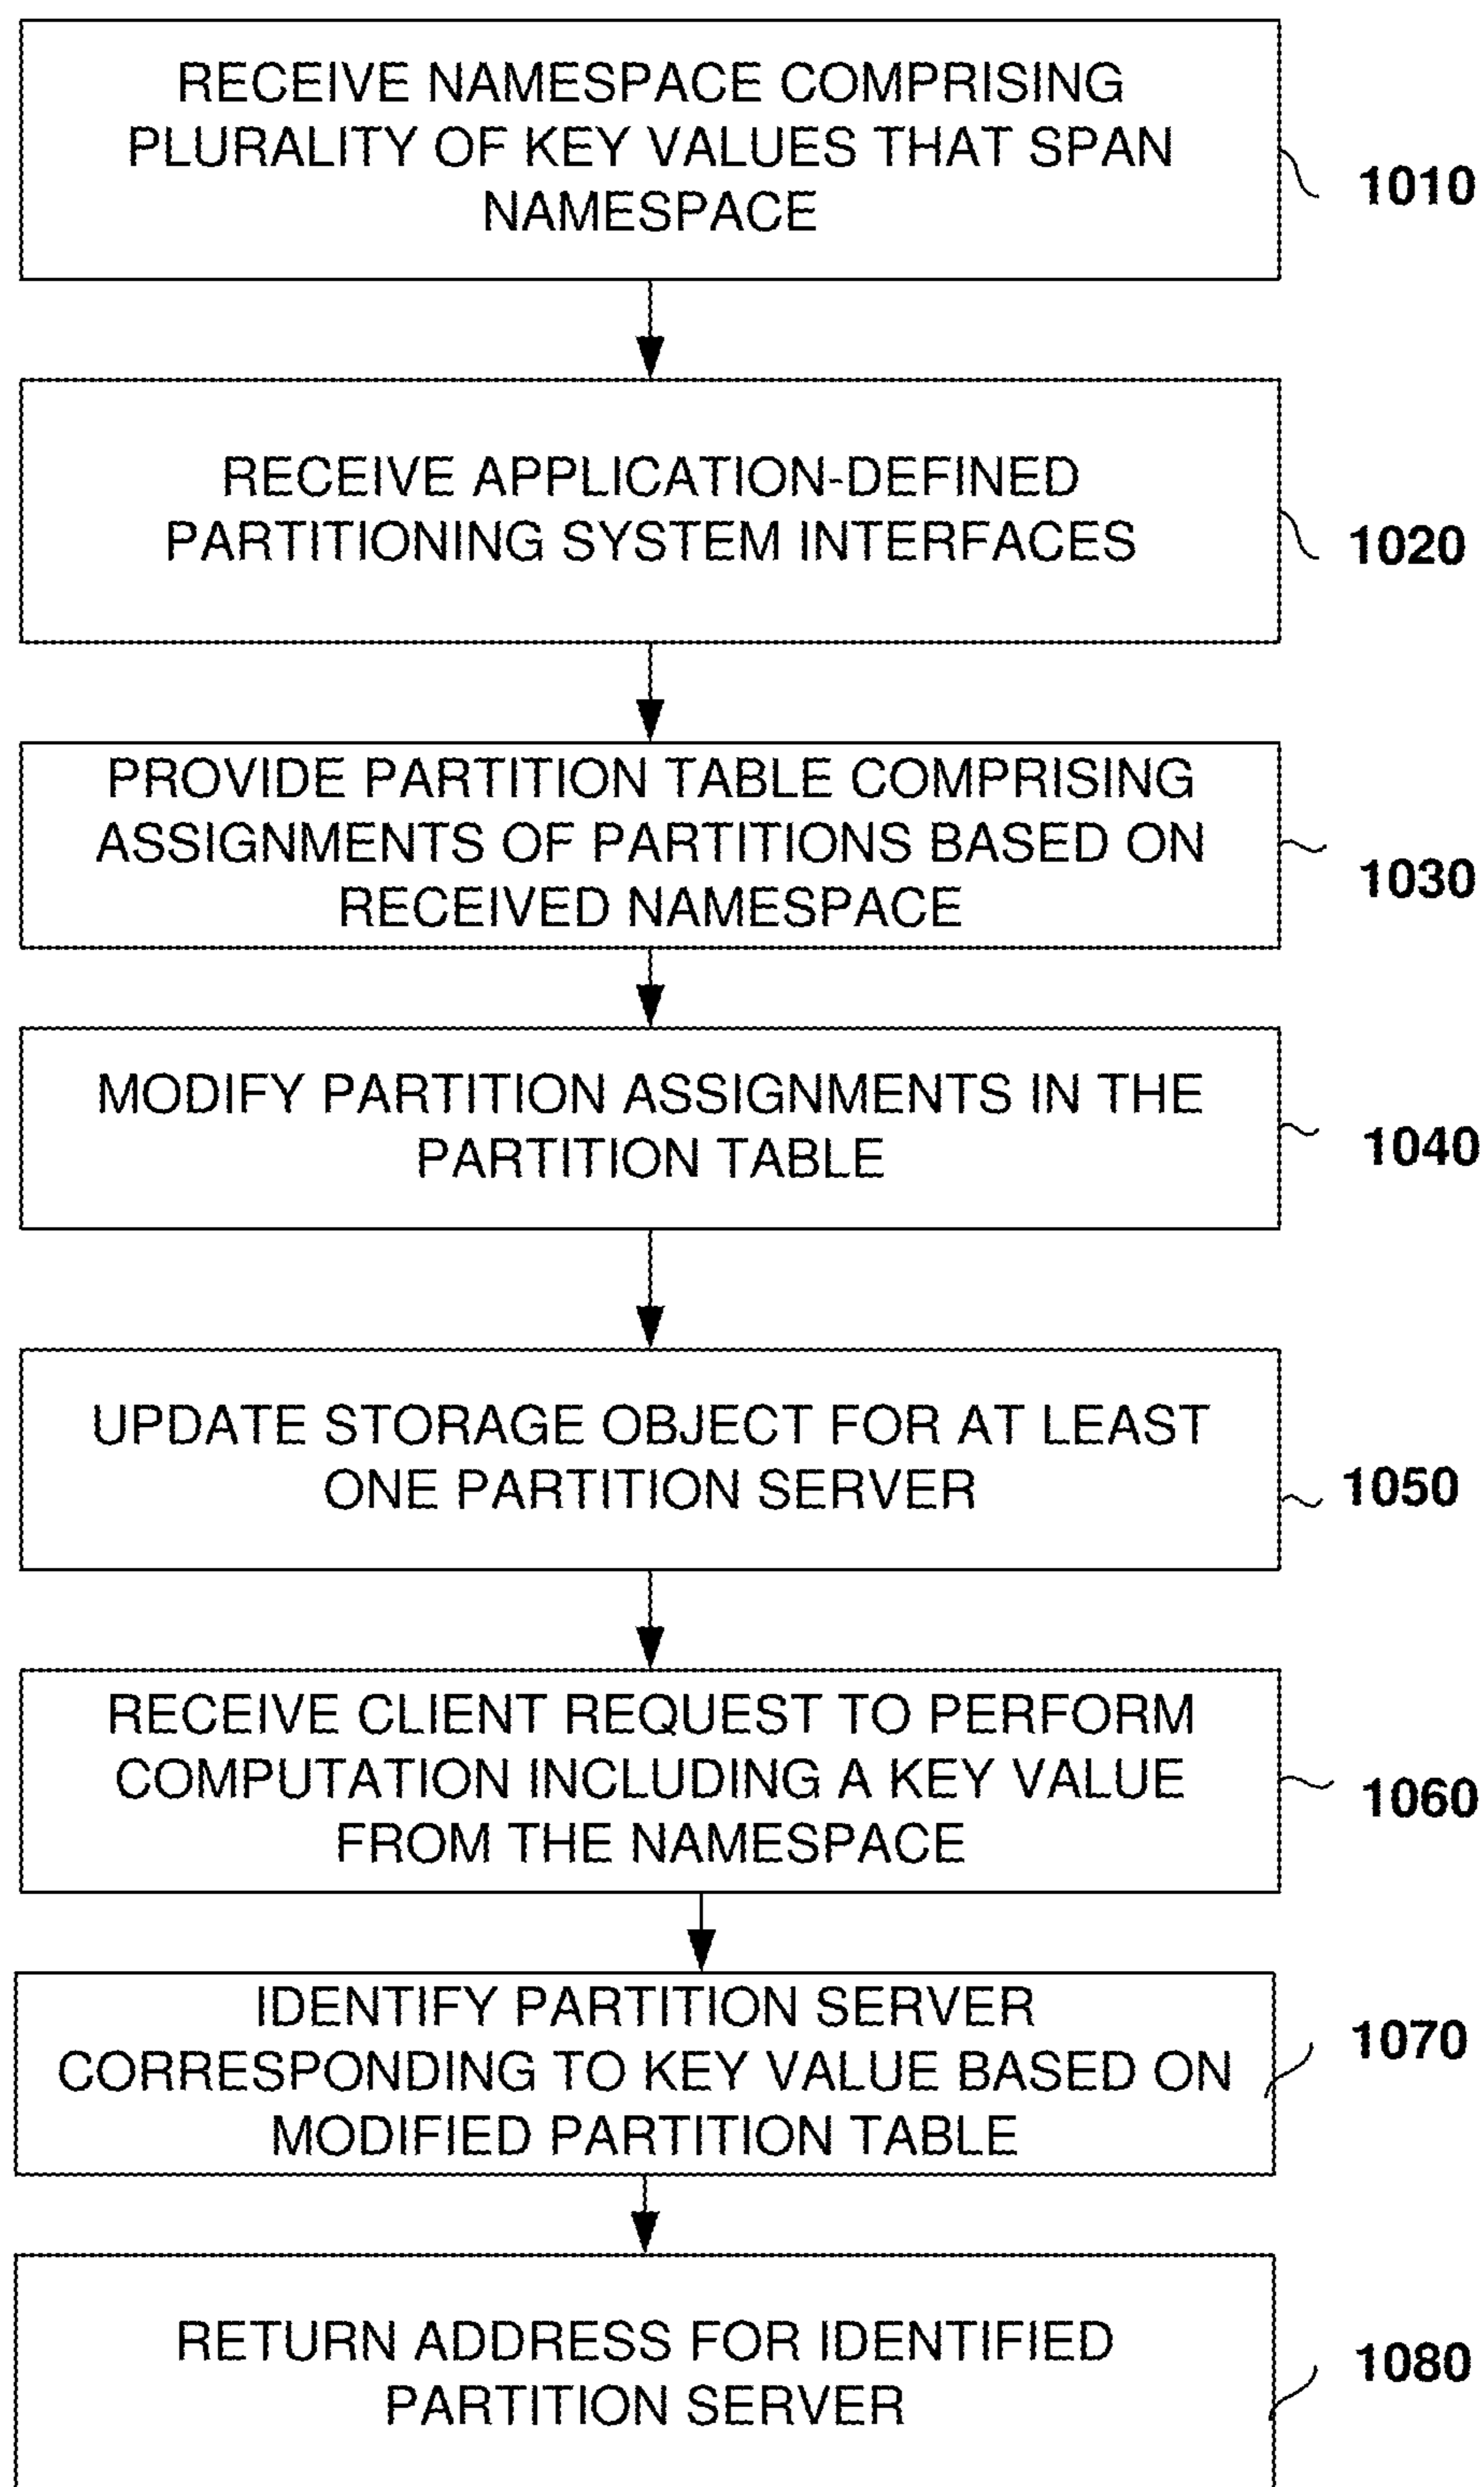 RECEIVE NAMESPACE COMPRISING
PLURALITY OF KEY VALUES THAT SPAN
NAMESPACE
1010
RECEIVE APPLICATION-DEFINED
PARTITIONING SYSTEM INTERFACES
1020
PROVIDE PARTITION TABLE COMPRISING
ASSIGNMENTS OF PARTITIONS BASED ON
RECEIVED NAMESPACE
1030
MODIFY PARTITION ASSIGNMENTS IN THE
PARTITION TABLE
1040
UPDATE STORAGE OBJECT FOR AT LEAST
ONE PARTITION SERVER
1050
RECEIVE CLIENT REQUEST TO PERFORM
COMPUTATION INCLUDING A KEY VALUE
FROM THE NAMESPACE
1060
IDENTIFY PARTITION SERVER
CORRESPONDING TO KEY VALUE BASED ON
MODIFIED PARTITION TABLE
1070
RETURN ADDRESS FOR IDENTIFIED
PARTITION SERVER
1080